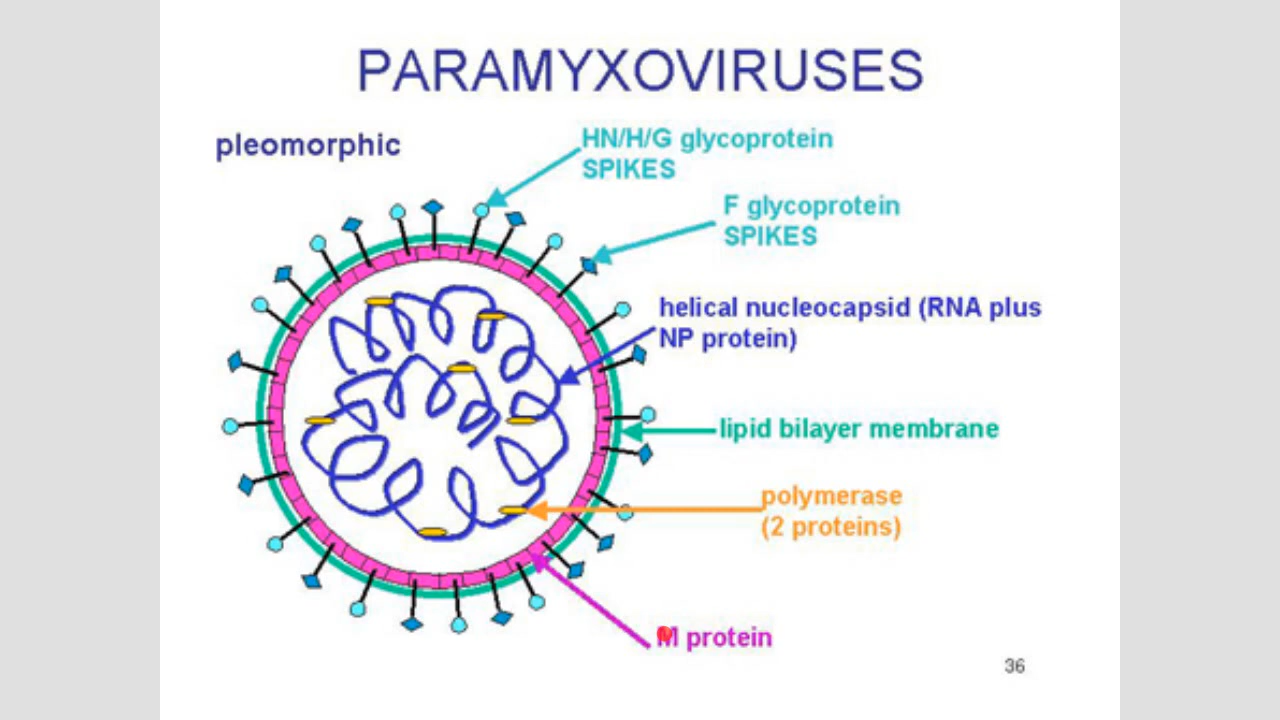 PARAMYXOVIRUSES
pleomorphic
HN/H/G glycoprotein
SPIKES
F glycoprotein
SPIKES
helical nucleocapsid (RNA plus
NP protein)
lipid bilayer membrane
polymerase
(2 proteins)
M protein
36